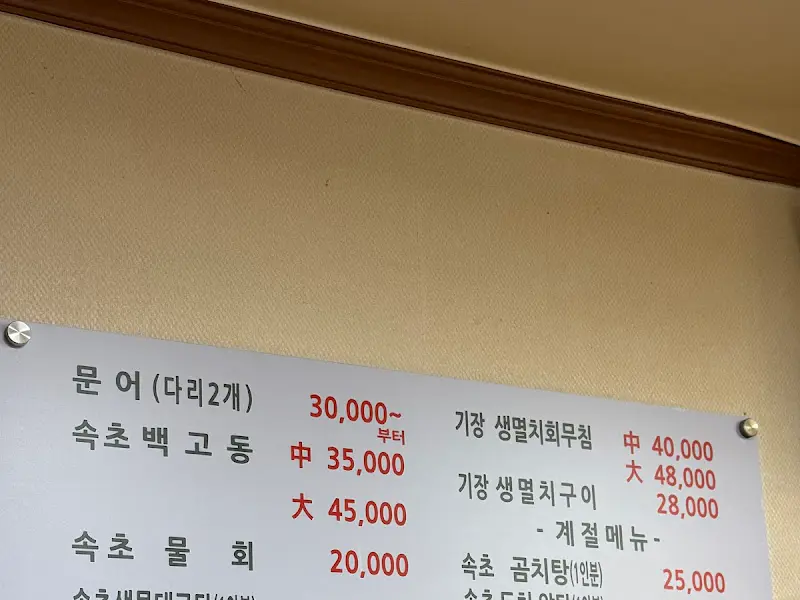 문어(다리2개) 30,000~
부터
속초백고동 中 35,000
大 45,000
속초 물 회 20,000
기장 생멸치회무침 中 40,000
大 48,000
기장생멸치구이 28,000
- 계절메뉴 -
속초 곰치탕(1인분) 25,000